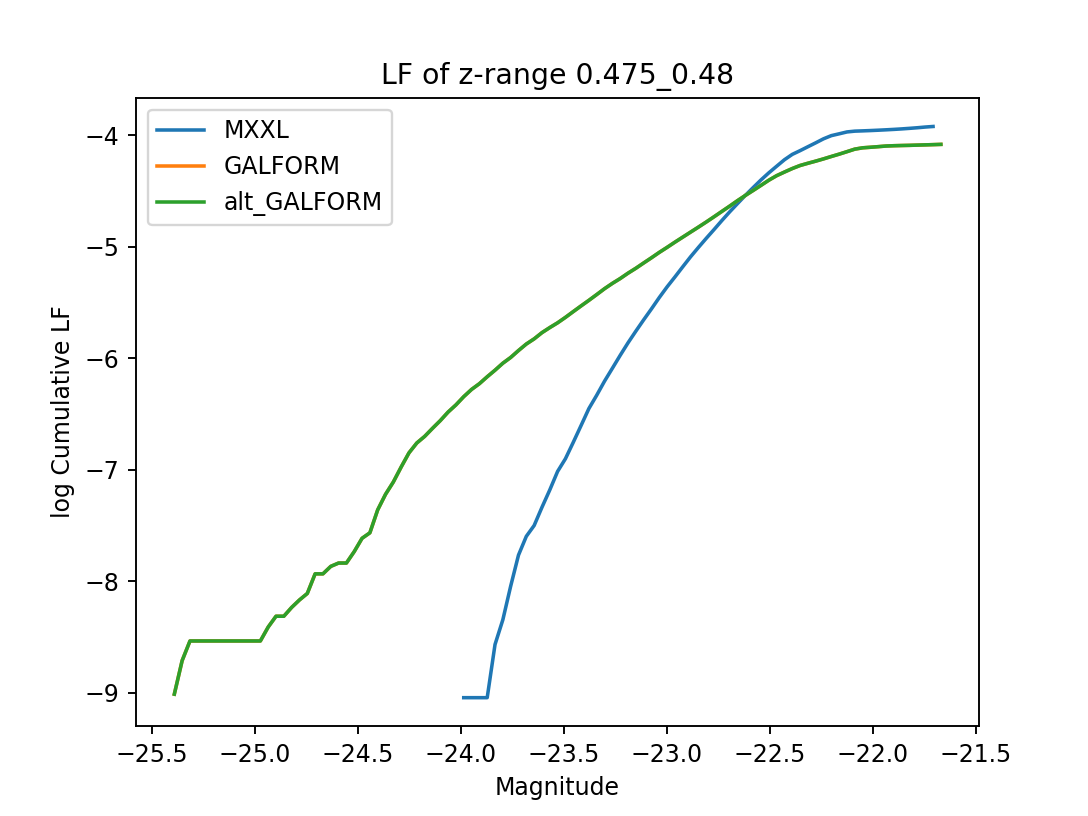 LF of z-range 0.475_0.48
MXXL
GALFORM
alt_GALFORM
log Cumulative LF
−4
−5
−6
−7
−8
−9
−25.5 −25.0 −24.5 −24.0 −23.5 −23.0 −22.5 −22.0 −21.5
Magnitude